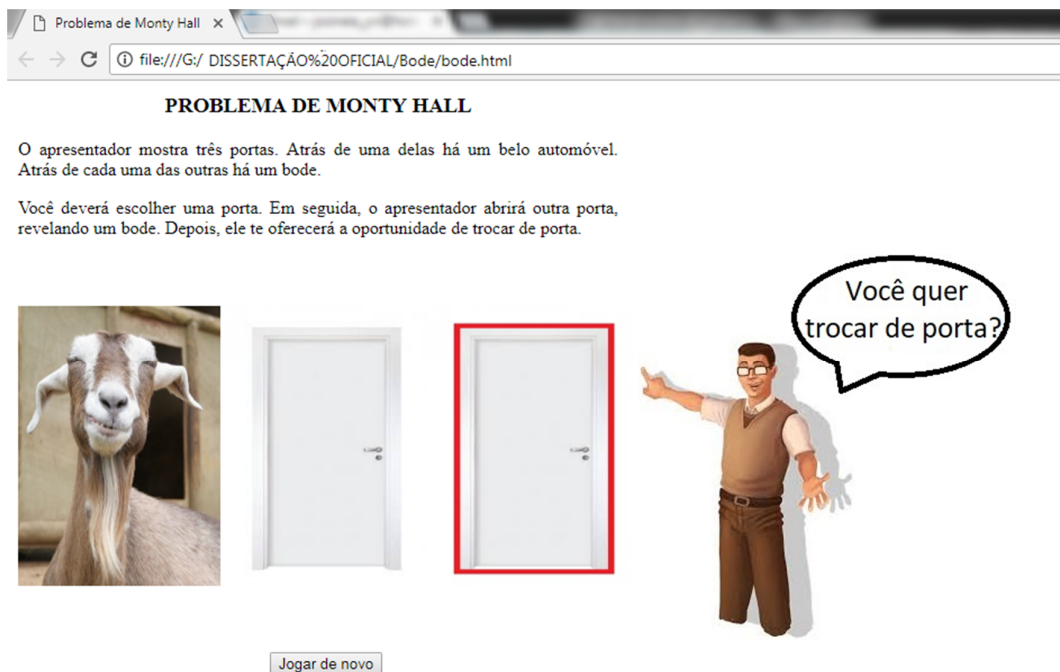 Problema de Monty Hall
file:///G:/ DISSERTAÇÃO%20OFICIAL/Bode/bode.html
PROBLEMA DE MONTY HALL
O apresentador mostra três portas. Atrás de uma delas há um belo automóvel.
Atrás de cada uma das outras há um bode.
Você deverá escolher uma porta. Em seguida, o apresentador abrirá outra porta,
revelando um bode. Depois, ele te oferecerá a oportunidade de trocar de porta.
Você quer
trocar de porta?
Jogar de novo